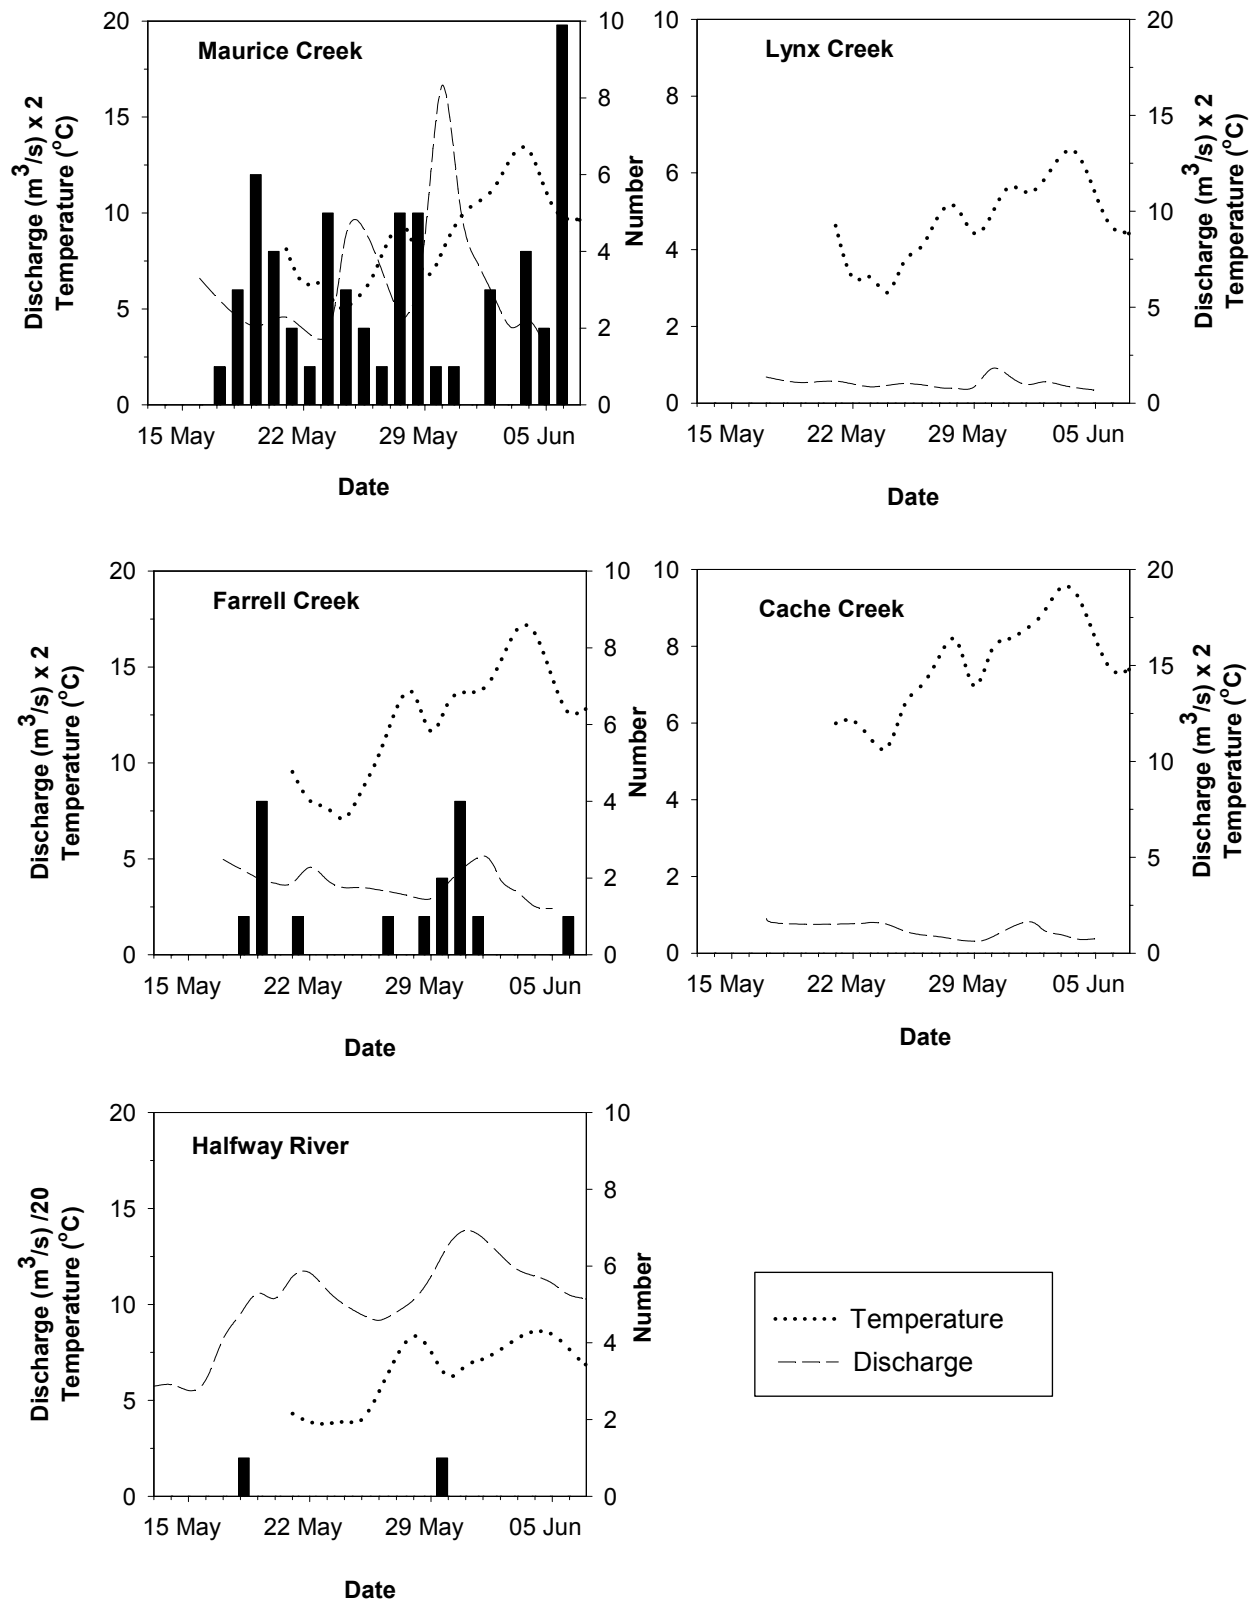 Maurice Creek
Discharge (m³/s) x 2
Temperature (°C)
20
15
10
5
0
10
8
6
4
2
0
Number
15 May 22 May 29 May 05 Jun
Date
Lynx Creek
10
8
6
4
2
0
20
15
10
5
0
Discharge (m³/s) x 2
Temperature (°C)
15 May 22 May 29 May 05 Jun
Date
Farrell Creek
Discharge (m³/s) x 2
Temperature (°C)
20
15
10
5
0
10
8
6
4
2
0
Number
15 May 22 May 29 May 05 Jun
Date
Cache Creek
10
8
6
4
2
0
20
15
10
5
0
Discharge (m³/s) x 2
Temperature (°C)
15 May 22 May 29 May 05 Jun
Date
Halfway River
Discharge (m³/s) /20
Temperature (°C)
20
15
10
5
0
10
8
6
4
2
0
Number
15 May 22 May 29 May 05 Jun
Date
Temperature
Discharge